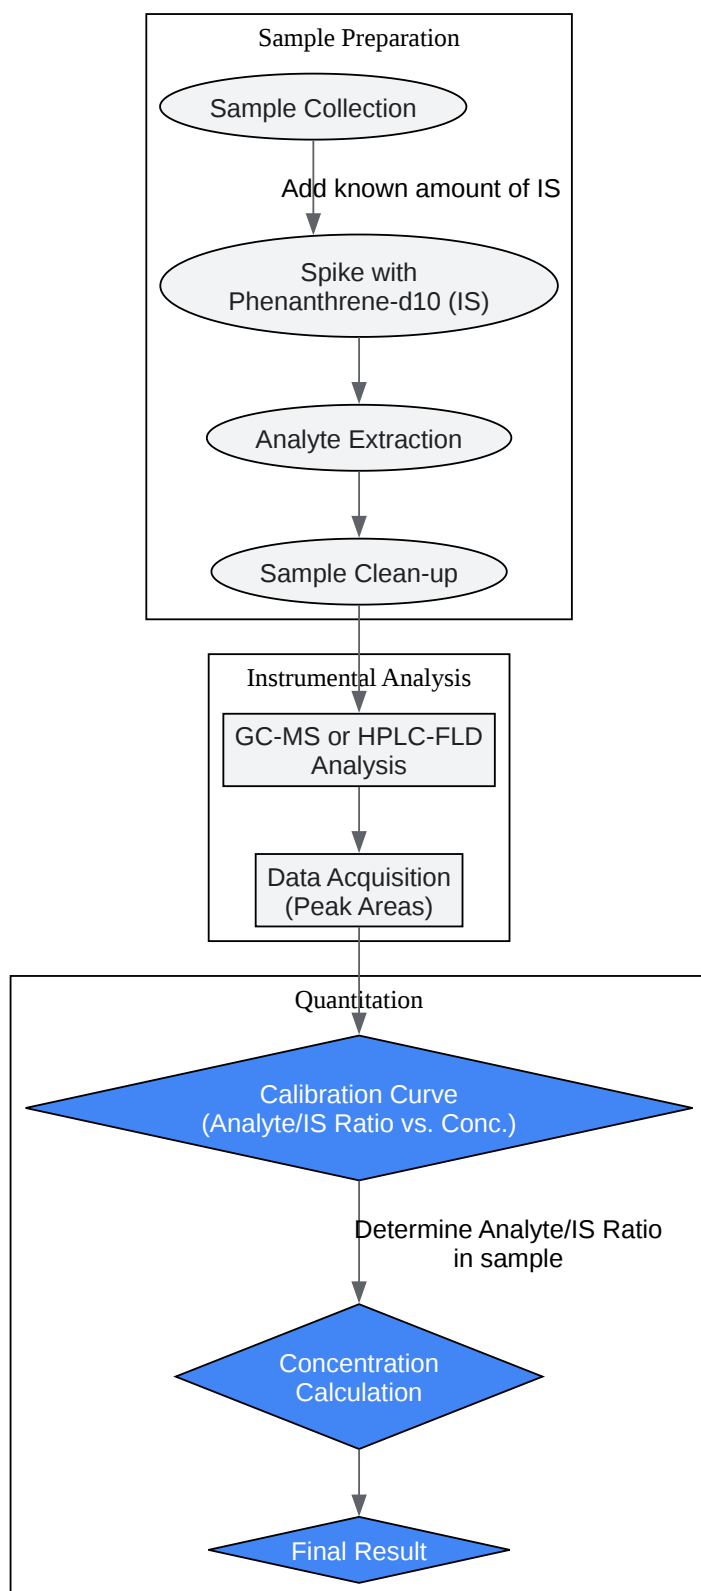 Sample Preparation
Sample Collection
Add known amount of IS
Spike with
Phenanthrene-d10 (IS)
Analyte Extraction
Sample Clean-up
Instrumental Analysis
GC-MS or HPLC-FLD
Analysis
Data Acquisition
(Peak Areas)
Quantitation
Calibration Curve
(Analyte/IS Ratio vs. Conc.)
Determine Analyte/IS Ratio
in sample
Concentration
Calculation
Final Result